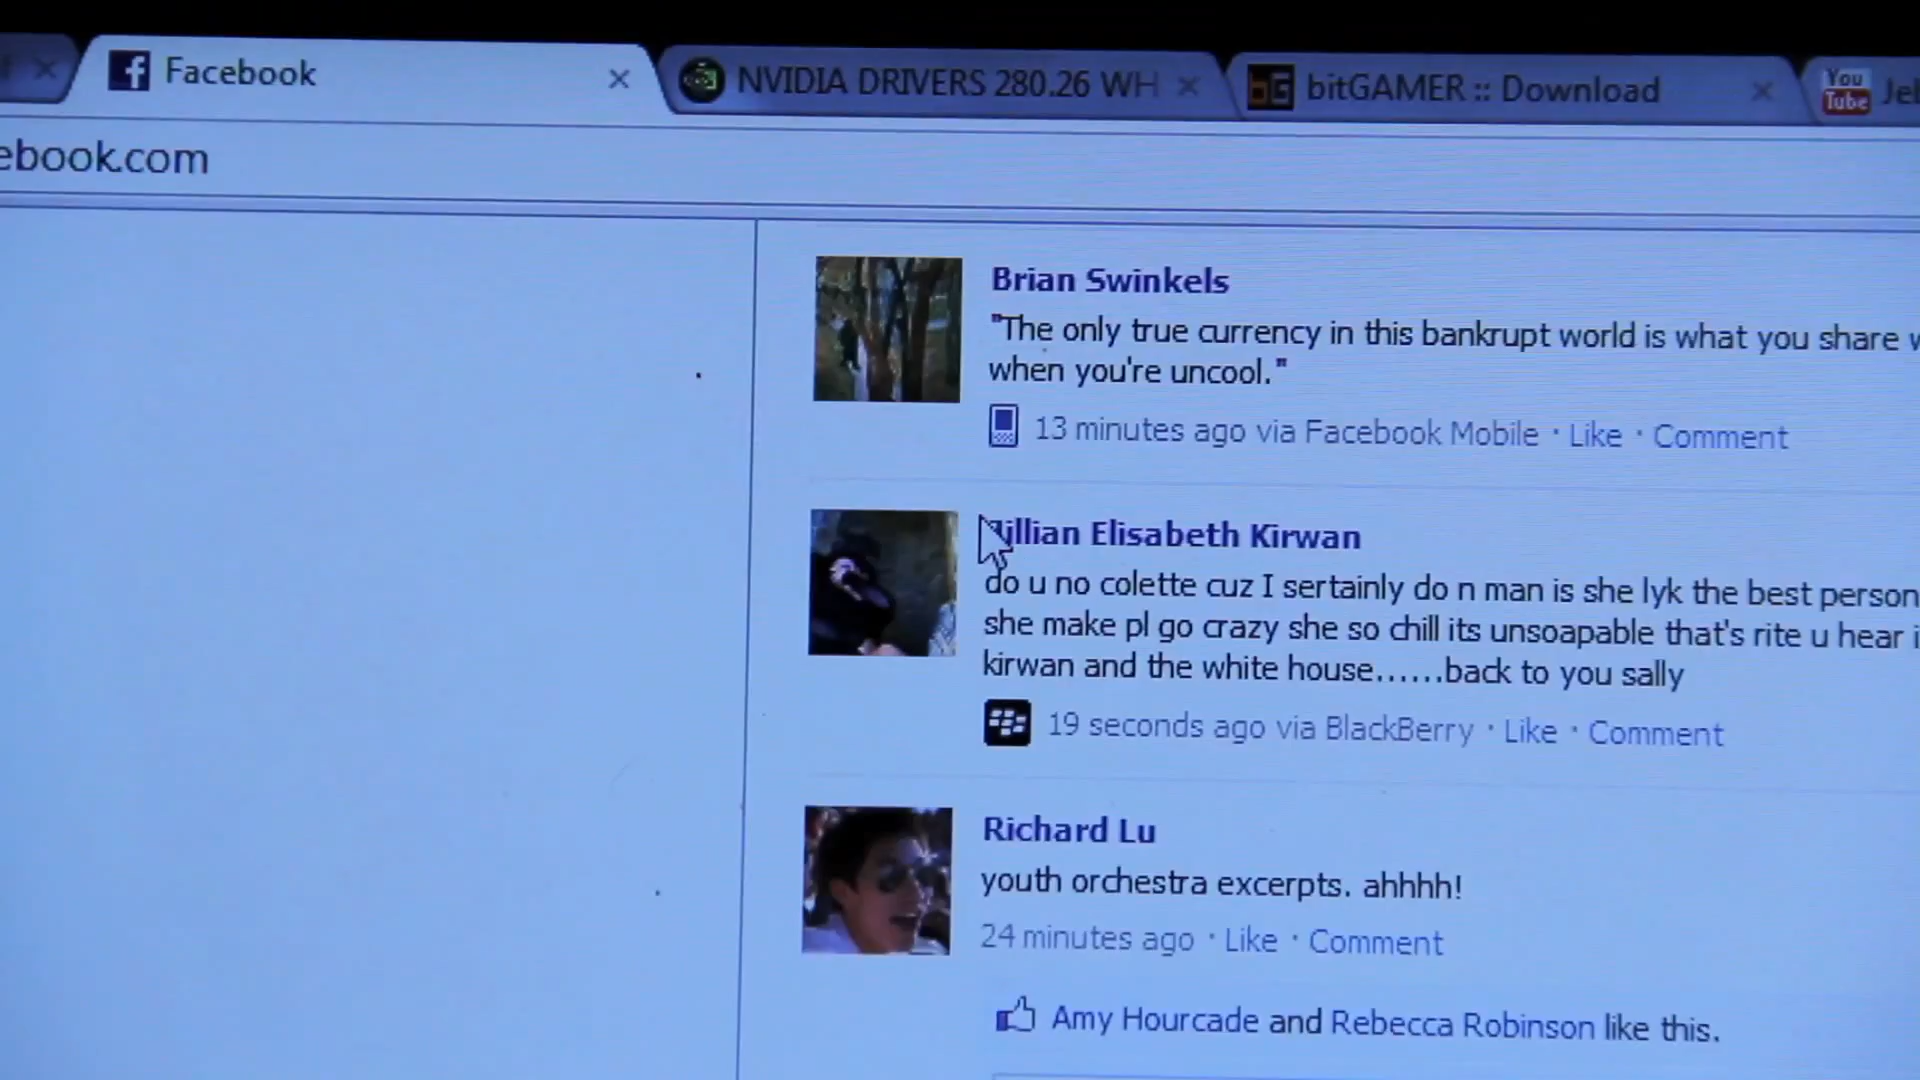 Facebook
NVIDIA DRIVERS 280.26 WH
bitGAMER :: Download
You Tube
ebook.com
Brian Swinkels
"The only true currency in this bankrupt world is what you share w
when you're uncool."
13 minutes ago via Facebook Mobile · Like · Comment
illian Elisabeth Kirwan
do u no colette cuz I sertainly do n man is she lyk the best person
she make pl go crazy she so chill its unsoapable that's rite u hear i
kirwan and the white house......back to you sally
19 seconds ago via BlackBerry · Like · Comment
Richard Lu
youth orchestra excerpts. ahhhh!
24 minutes ago · Like · Comment
Amy Hourcade and Rebecca Robinson like this.